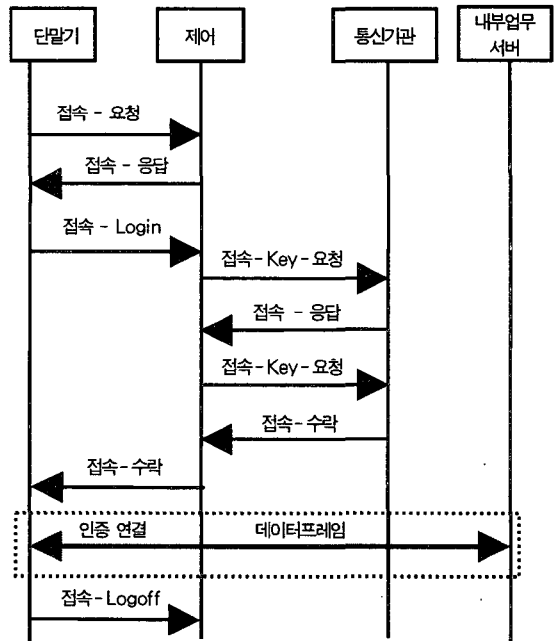 단말기
제어
통신기관
내부업무
서버
접속 - 요청
접속 - 응답
접속 - Login
접속-Key-요청
접속 - 응답
접속-Key-요청
접속-수락
접속-수락
인증 연결
데이터프레임
접속-Logoff